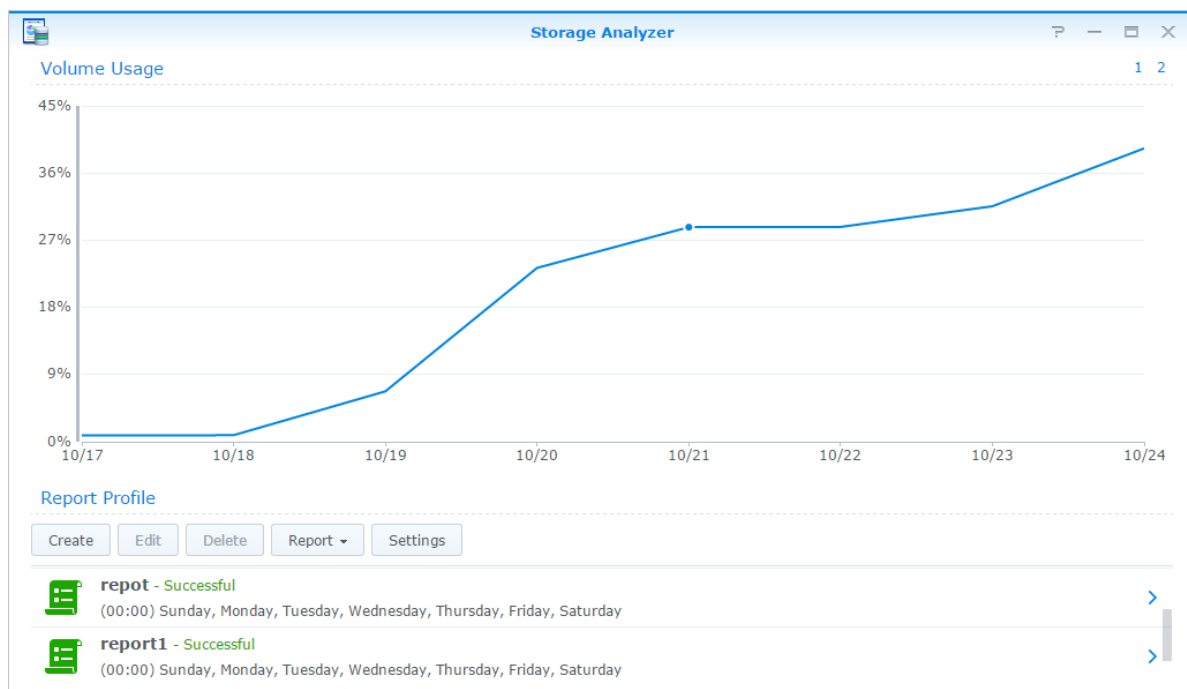 Storage Analyzer
Volume Usage 1 2
45%
36%
27%
18%
9%
0%
10/17 10/18 10/19 10/20 10/21 10/22 10/23 10/24
Report Profile
Create Edit Delete Report Settings
repot - Successful
(00:00) Sunday, Monday, Tuesday, Wednesday, Thursday, Friday, Saturday
report1 - Successful
(00:00) Sunday, Monday, Tuesday, Wednesday, Thursday, Friday, Saturday